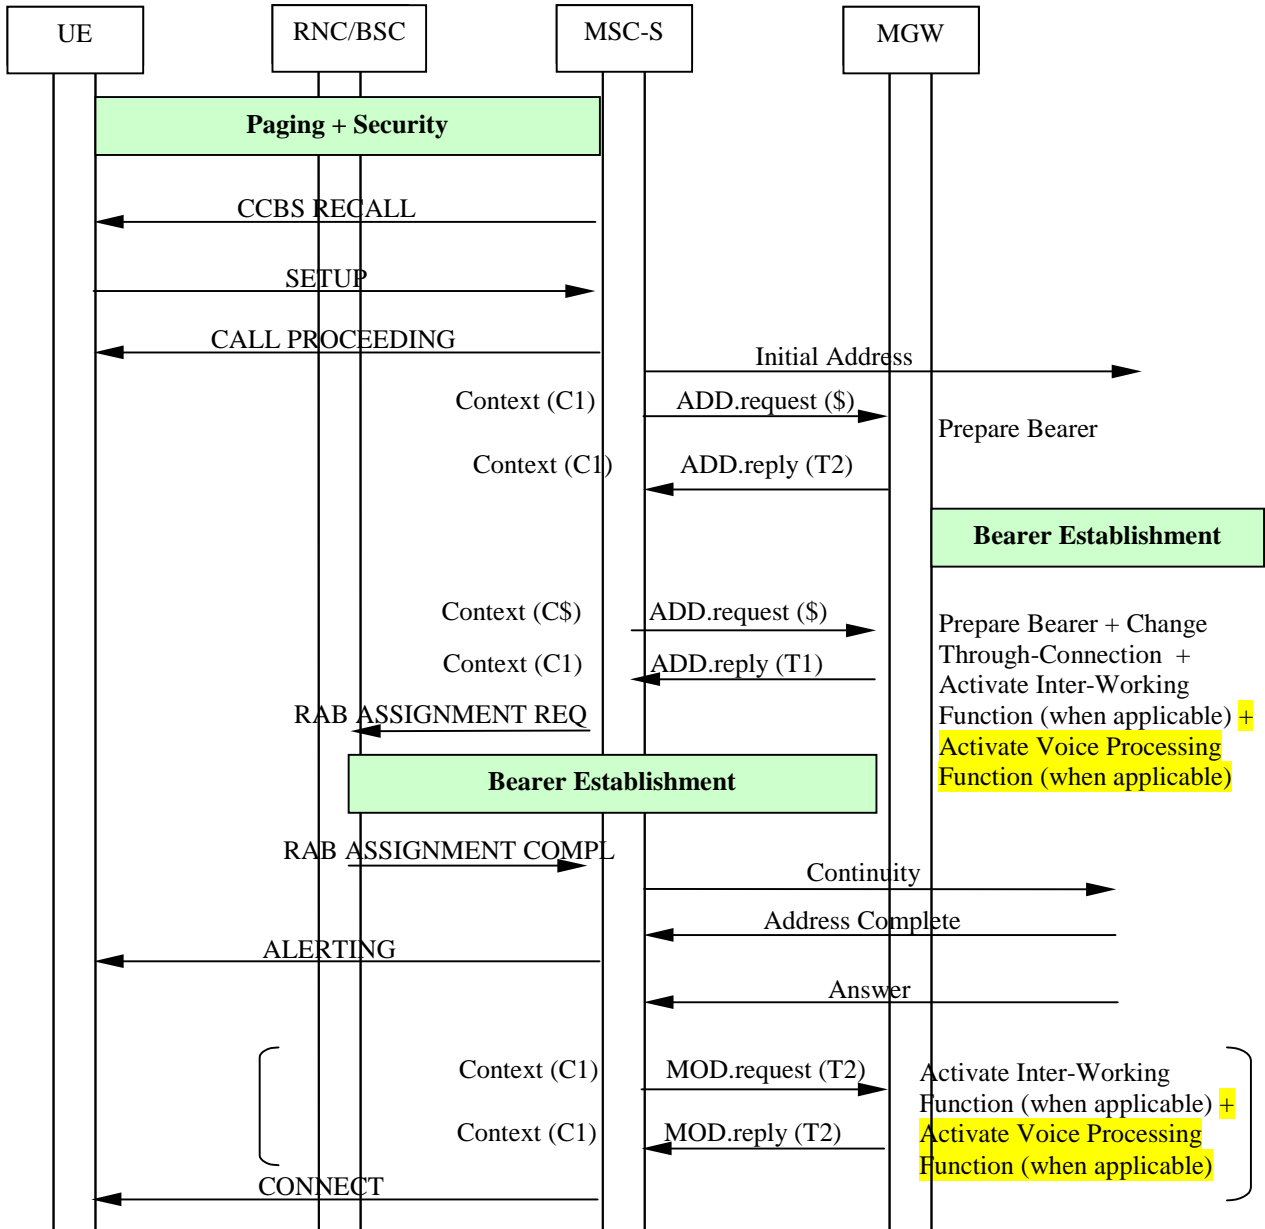 UE
RNC/BSC
MSC-S
MGW
Paging + Security
CCBS RECALL
SETUP
CALL PROCEEDING
Initial Address
Context (C1)
ADD.request ($)
Prepare Bearer
Context (C1)
ADD.reply (T2)
Bearer Establishment
Context (C$)
ADD.request ($)
Context (C1)
ADD.reply (T1)
Prepare Bearer + Change
Through-Connection +
Activate Inter-Working
Function (when applicable) +
Activate Voice Processing
Function (when applicable)
RAB ASSIGNMENT REQ
Bearer Establishment
RAB ASSIGNMENT COMPL
Continuity
Address Complete
ALERTING
Answer
Context (C1)
MOD.request (T2)
Context (C1)
MOD.reply (T2)
Activate Inter-Working
Function (when applicable) +
Activate Voice Processing
Function (when applicable)
CONNECT